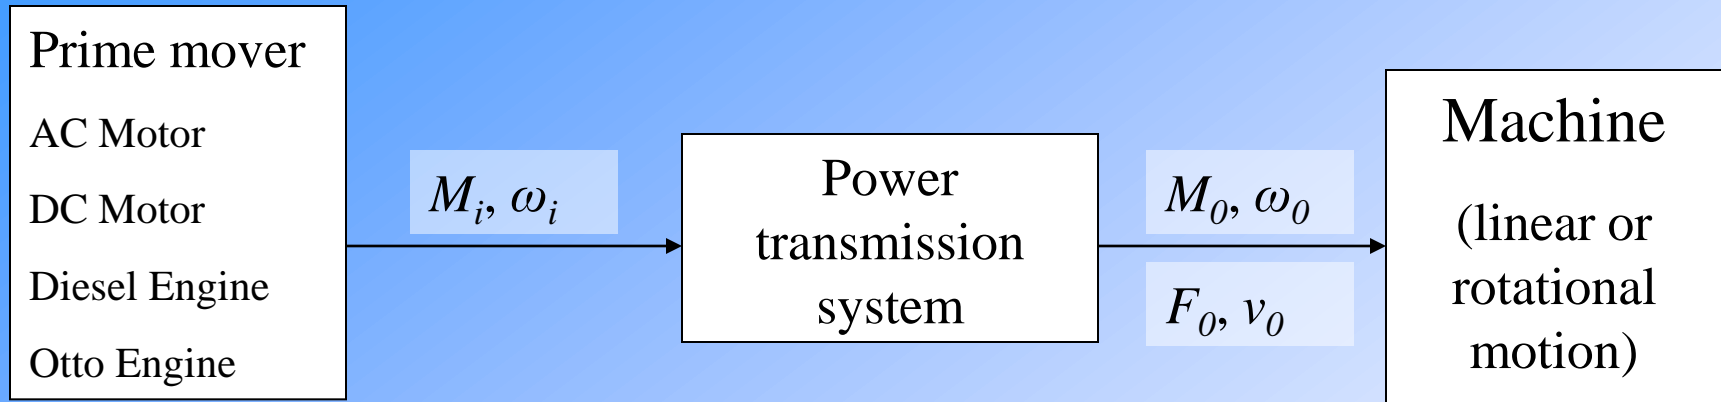 Prime mover
AC Motor
DC Motor
Diesel Engine
Otto Engine
Mᵢ, ωᵢ
Power
transmission
system
M₀, ω₀
F₀, v₀
Machine
(linear or
rotational
motion)